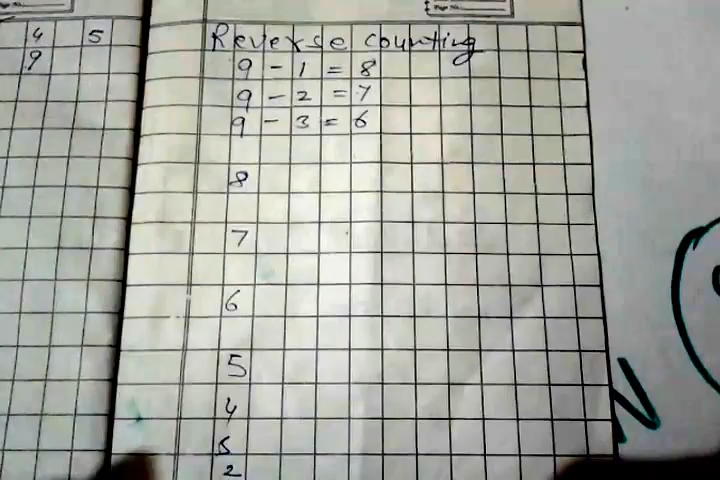 4 5
9
Reverse counting
9 - 1 = 8
9 - 2 = 7
9 - 3 = 6
8
7
6
5
4
2